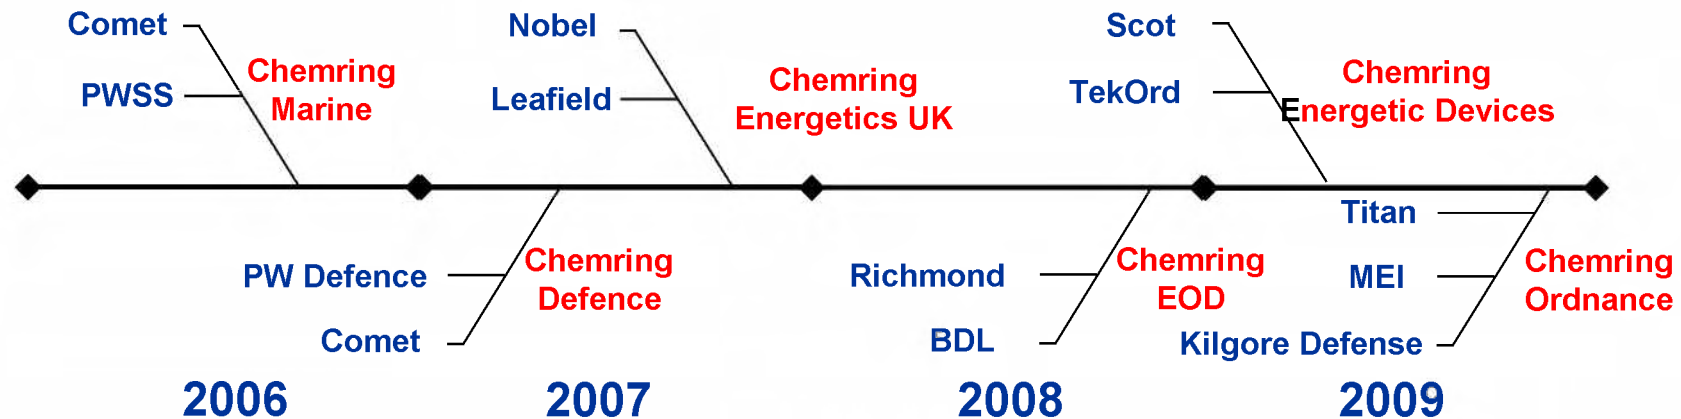 Comet
PWSS
Chemring
Marine
Nobel
Leafield
Chemring
Energetics UK
Scot
TekOrd
Chemring
Energetic Devices
PW Defence
Comet
Chemring
Defence
Richmond
BDL
Chemring
EOD
Titan
MEI
Kilgore Defense
Chemring
Ordnance
2006
2007
2008
2009